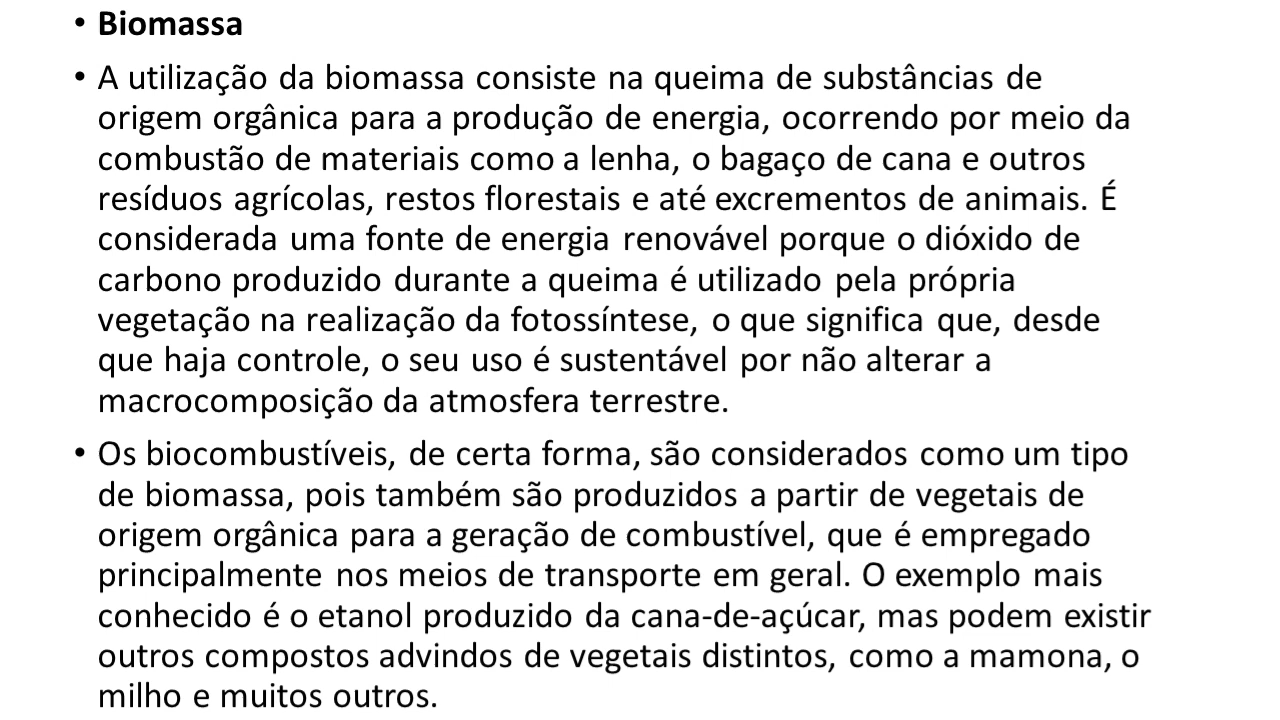 • Biomassa
• A utilização da biomassa consiste na queima de substâncias de
origem orgânica para a produção de energia, ocorrendo por meio da
combustão de materiais como a lenha, o bagaço de cana e outros
resíduos agrícolas, restos florestais e até excrementos de animais. É
considerada uma fonte de energia renovável porque o dióxido de
carbono produzido durante a queima é utilizado pela própria
vegetação na realização da fotossíntese, o que significa que, desde
que haja controle, o seu uso é sustentável por não alterar a
macrocomposição da atmosfera terrestre.
• Os biocombustíveis, de certa forma, são considerados como um tipo
de biomassa, pois também são produzidos a partir de vegetais de
origem orgânica para a geração de combustível, que é empregado
principalmente nos meios de transporte em geral. O exemplo mais
conhecido é o etanol produzido da cana-de-açúcar, mas podem existir
outros compostos advindos de vegetais distintos, como a mamona, o
milho e muitos outros.